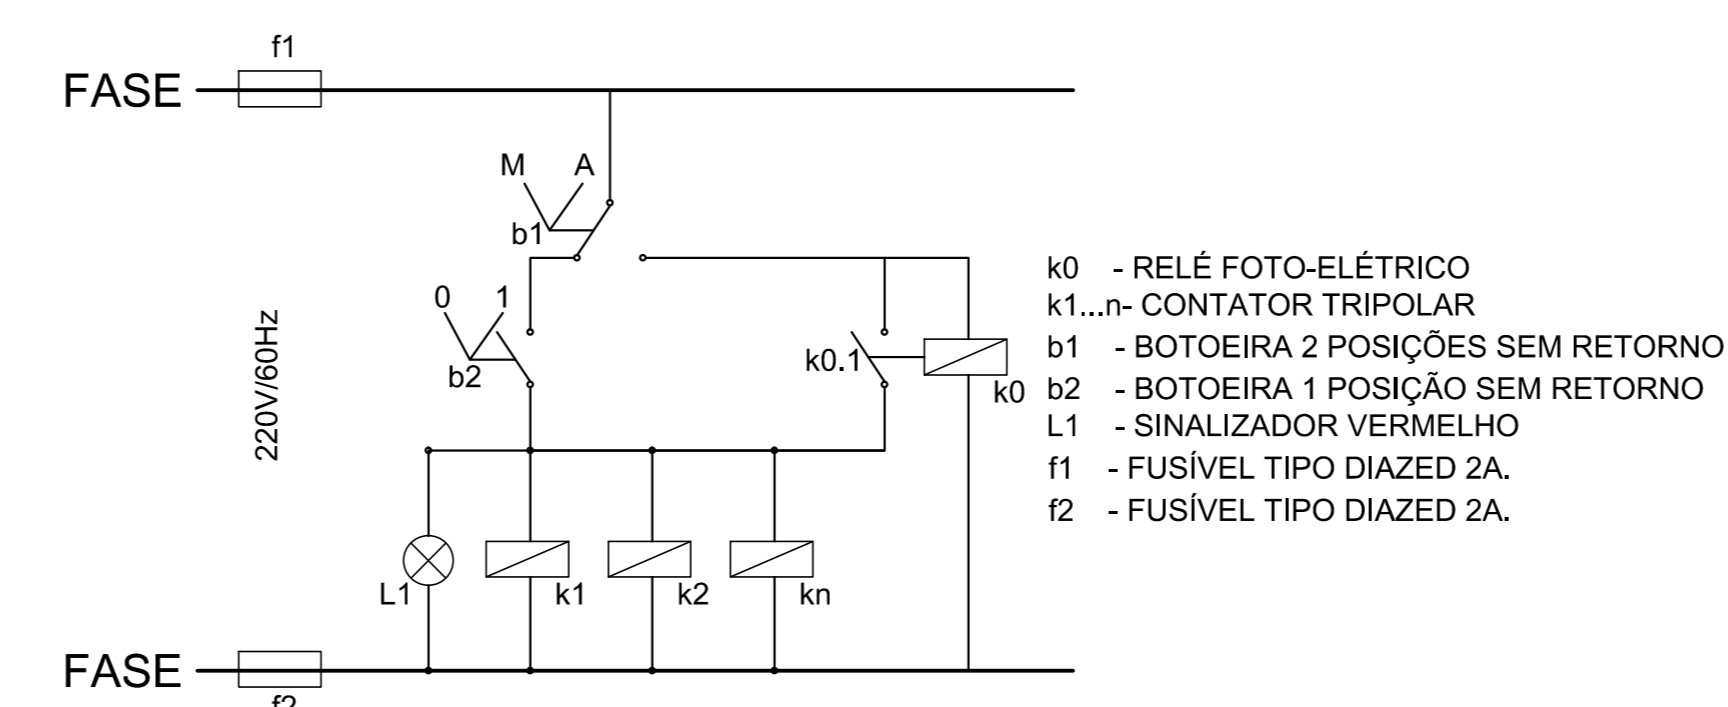 f1
FASE
M A
b1
0 1
b2
220V/60Hz
k0.1
k0
k0 - RELÉ FOTO-ELÉTRICO
k1...n- CONTATOR TRIPOLAR
b1 - BOTOEIRA 2 POSIÇÕES SEM RETORNO
b2 - BOTOEIRA 1 POSIÇÃO SEM RETORNO
L1 - SINALIZADOR VERMELHO
f1 - FUSÍVEL TIPO DIAZED 2A.
f2 - FUSÍVEL TIPO DIAZED 2A.
L1
k1
k2
kn
FASE
f2